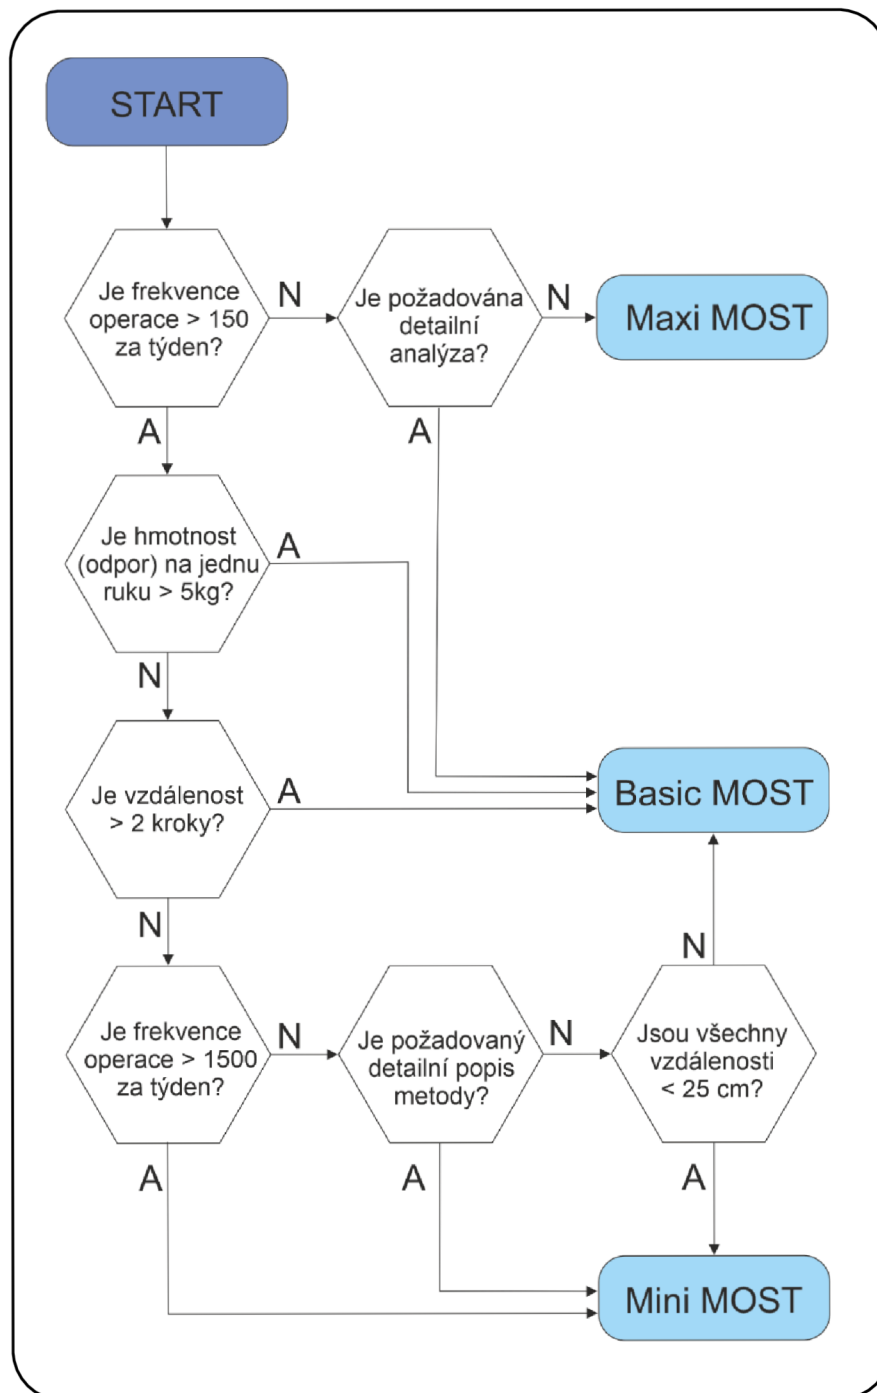 START
Je frekvence
operace > 150
za týden?
N
Je požadována
detailní
analýza?
N
Maxi MOST
A
A
Je hmotnost
(odpor) na jednu
ruku > 5kg?
A
N
Je vzdálenost
> 2 kroky?
A
Basic MOST
N
N
Je frekvence
operace > 1500
za týden?
N
Je požadovaný
detailní popis
metody?
N
Jsou všechny
vzdálenosti
< 25 cm?
A
A
A
Mini MOST